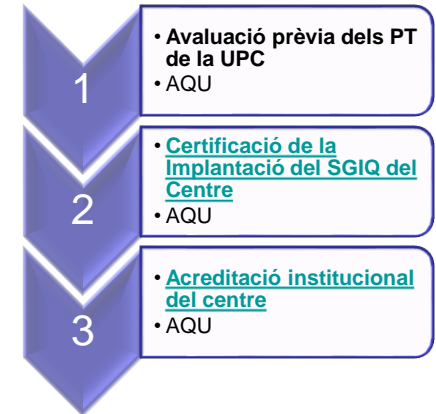 1
• Avaluació prèvia dels PT
de la UPC
• AQU
2
• Certificació de la
Implantació del SGIQ del
Centre
• AQU
3
• Acreditació institucional
del centre
• AQU